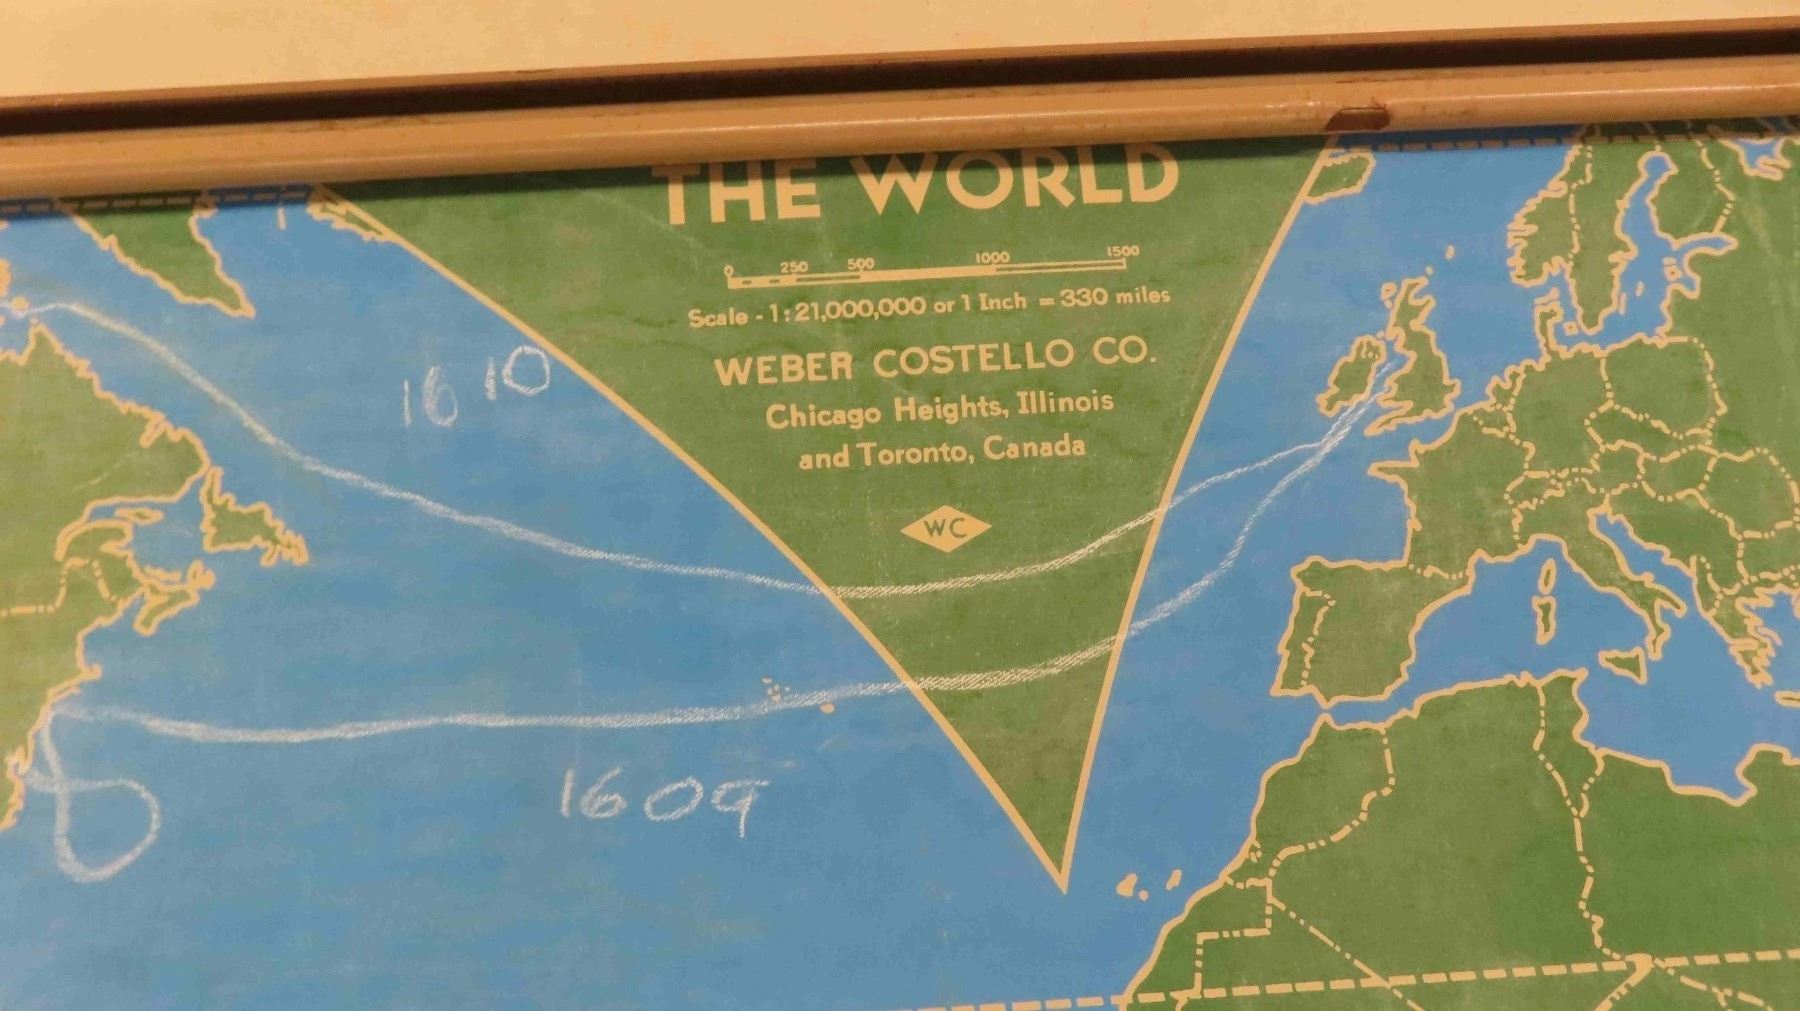 THE WORLD
0 250 500 1000 1500
Scale - 1:21,000,000 or 1 Inch = 330 miles
WEBER COSTELLO CO.
Chicago Heights, Illinois
and Toronto, Canada
WC
1610
1609